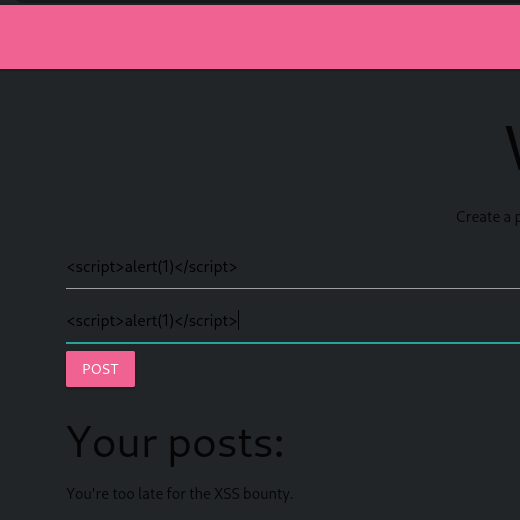 Create a
<script>alert(1)</script>
<script>alert(1)</script>
POST
Your posts:
You're too late for the XSS bounty.